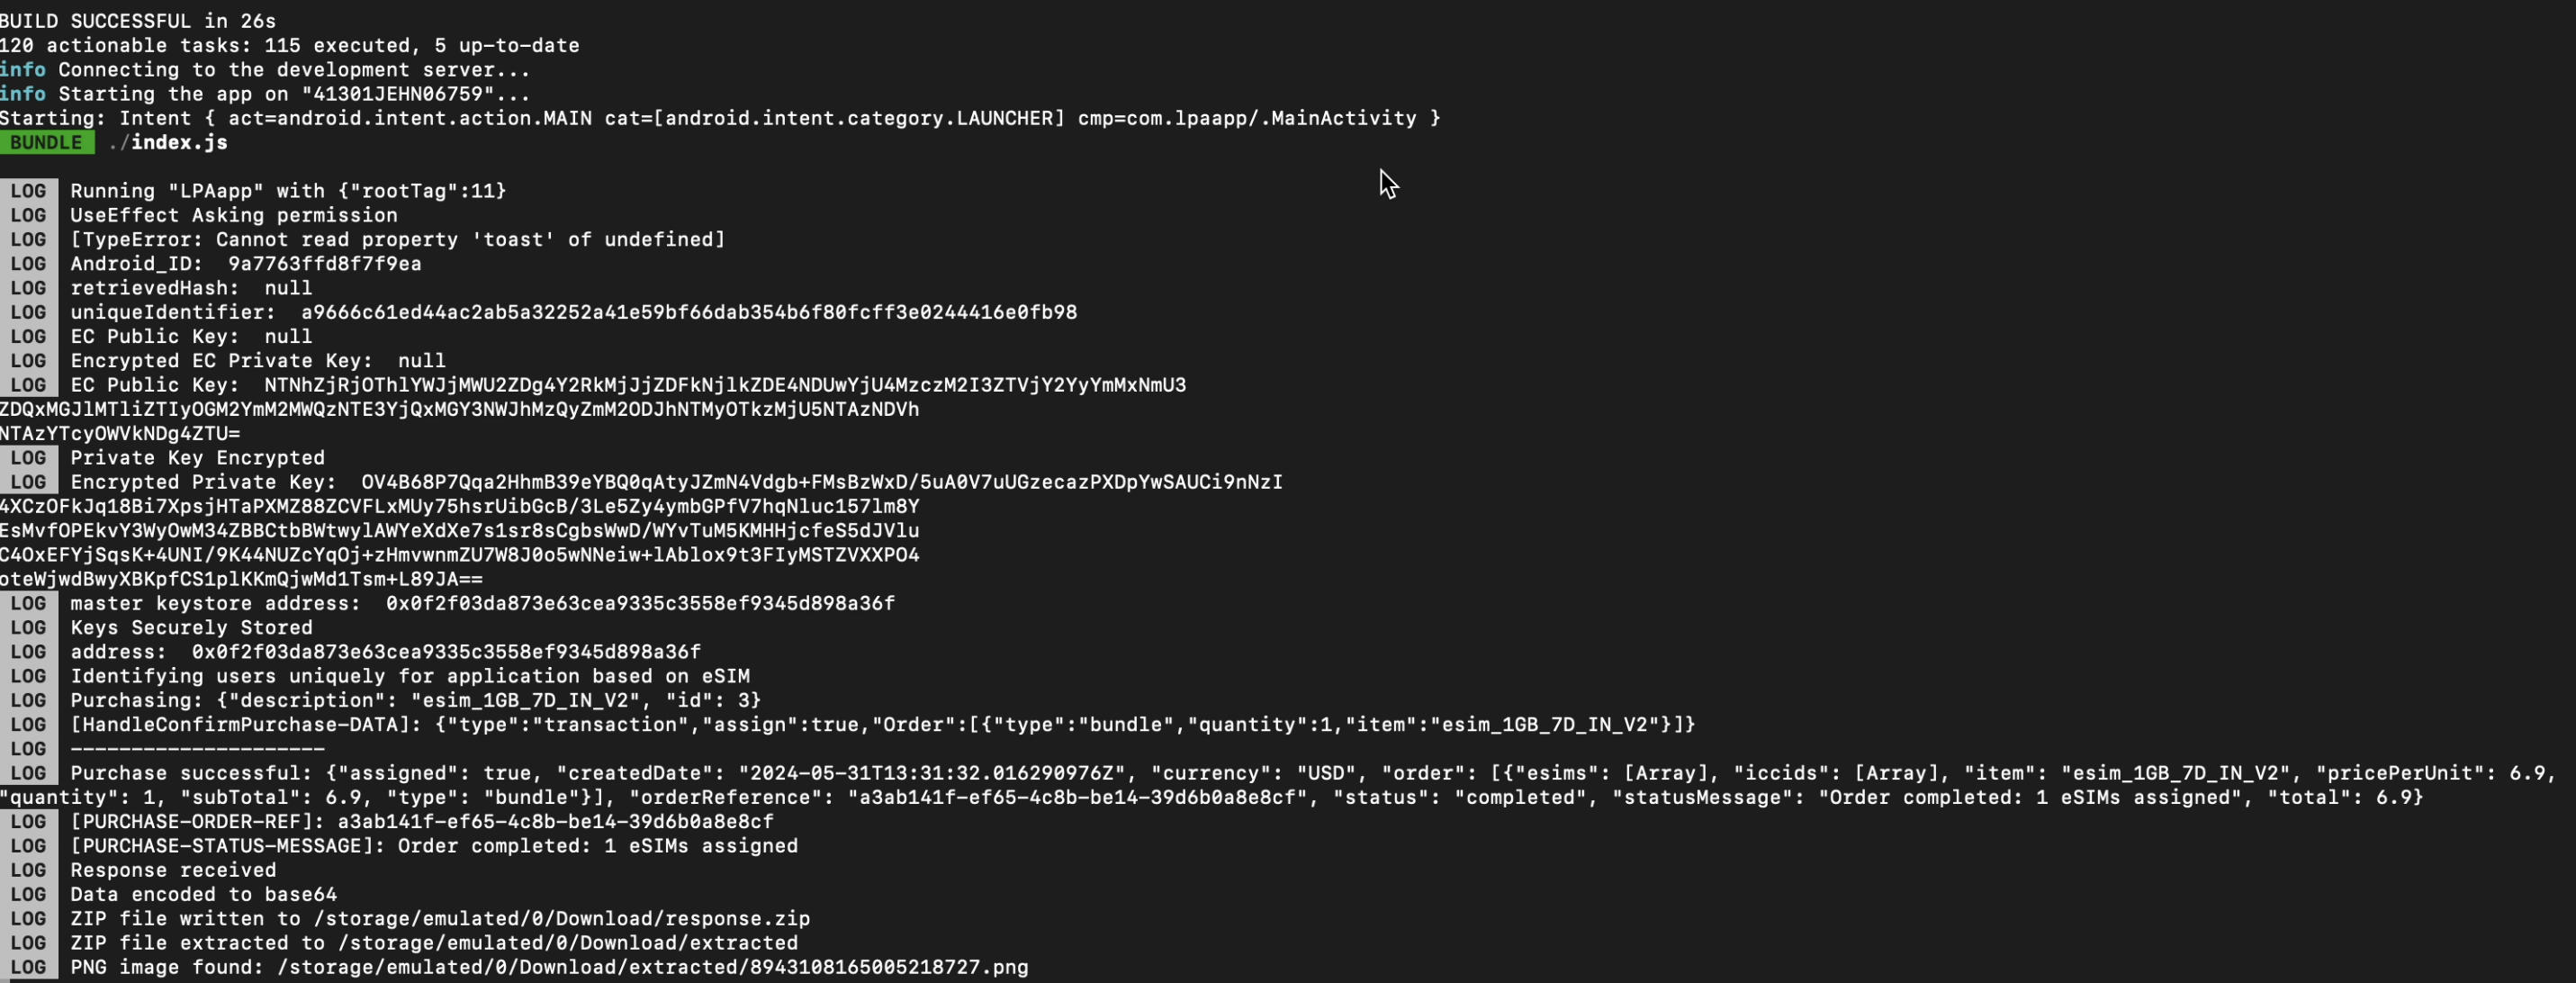 BUILD SUCCESSFUL in 26s
120 actionable tasks: 115 executed, 5 up-to-date
info Connecting to the development server...
info Starting the app on "41301JEHN06759"...
Starting: Intent { act=android.intent.action.MAIN cat=[android.intent.category.LAUNCHER] cmp=com.lpaapp/.MainActivity }
BUNDLE ./index.js
LOG Running "LPAapp" with {"rootTag":11}
LOG UseEffect Asking permission
LOG [TypeError: Cannot read property 'toast' of undefined]
LOG Android_ID: 9a7763ffd8f7f9ea
LOG retrievedHash: null
LOG uniqueIdentifier: a9666c61ed44ac2ab5a32252a41e59bf66dab354b6f80fcff3e0244416e0fb98
LOG EC Public Key: null
LOG Encrypted EC Private Key: null
LOG EC Public Key: NTNhZjRjOThlYWJjMWU2ZDg4Y2RkMjJjZDFkNjlkZDE4NDUwYjU4MzczM2I3ZTVjY2YyYmMxNmU3
ZDQxMGJlMTliZTIyOGM2YmM2MWQzNTE3YjQxMGY3NWJhMzQyZmM2ODJhNTMyOTkzMjU5NTAzNDVh
NTAzYTcyOWVkNDg4ZTU=
LOG Private Key Encrypted
LOG Encrypted Private Key: OV4B68P7Qqa2HhmB39eYBQ0qAtyJZmN4Vdgb+FMsBzWxD/5uA0V7uUGzecazPXDpYwSAUCi9nNzI
4XCzOFkJq18Bi7XpsjHTaPXMZ88ZCVFLxMUy75hsrUibGcB/3Le5Zy4ymbGPfV7hqNluc157lm8Y
EsMvfOPEkvY3WyOwM34ZBBCtbBWtwylAWYeXdXe7s1sr8sCgbsWwD/WYvTuM5KMHHjcfeS5dJVlu
C4OxEFYjSqsK+4UNI/9K44NUZcYqOj+zHmvwnmZU7W8J0o5wNNeiw+lAblox9t3FIyMSTZVXXPO4
oteWjwdBwyXBKpfCS1plKKmQjwMd1Tsm+L89JA==
LOG master keystore address: 0x0f2f03da873e63cea9335c3558ef9345d898a36f
LOG Keys Securely Stored
LOG address: 0x0f2f03da873e63cea9335c3558ef9345d898a36f
LOG Identifying users uniquely for application based on eSIM
LOG Purchasing: {"description": "esim_1GB_7D_IN_V2", "id": 3}
LOG [HandleConfirmPurchase-DATA]: {"type":"transaction","assign":true,"Order":[{"type":"bundle","quantity":1,"item":"esim_1GB_7D_IN_V2"}]}
LOG ---------------------
LOG Purchase successful: {"assigned": true, "createdDate": "2024-05-31T13:31:32.016290976Z", "currency": "USD", "order": [{"esims": [Array], "iccids": [Array], "item": "esim_1GB_7D_IN_V2", "pricePerUnit": 6.9,
"quantity": 1, "subTotal": 6.9, "type": "bundle"}], "orderReference": "a3ab141f-ef65-4c8b-be14-39d6b0a8e8cf", "status": "completed", "statusMessage": "Order completed: 1 eSIMs assigned", "total": 6.9}
LOG [PURCHASE-ORDER-REF]: a3ab141f-ef65-4c8b-be14-39d6b0a8e8cf
LOG [PURCHASE-STATUS-MESSAGE]: Order completed: 1 eSIMs assigned
LOG Response received
LOG Data encoded to base64
LOG ZIP file written to /storage/emulated/0/Download/response.zip
LOG ZIP file extracted to /storage/emulated/0/Download/extracted
LOG PNG image found: /storage/emulated/0/Download/extracted/8943108165005218727.png